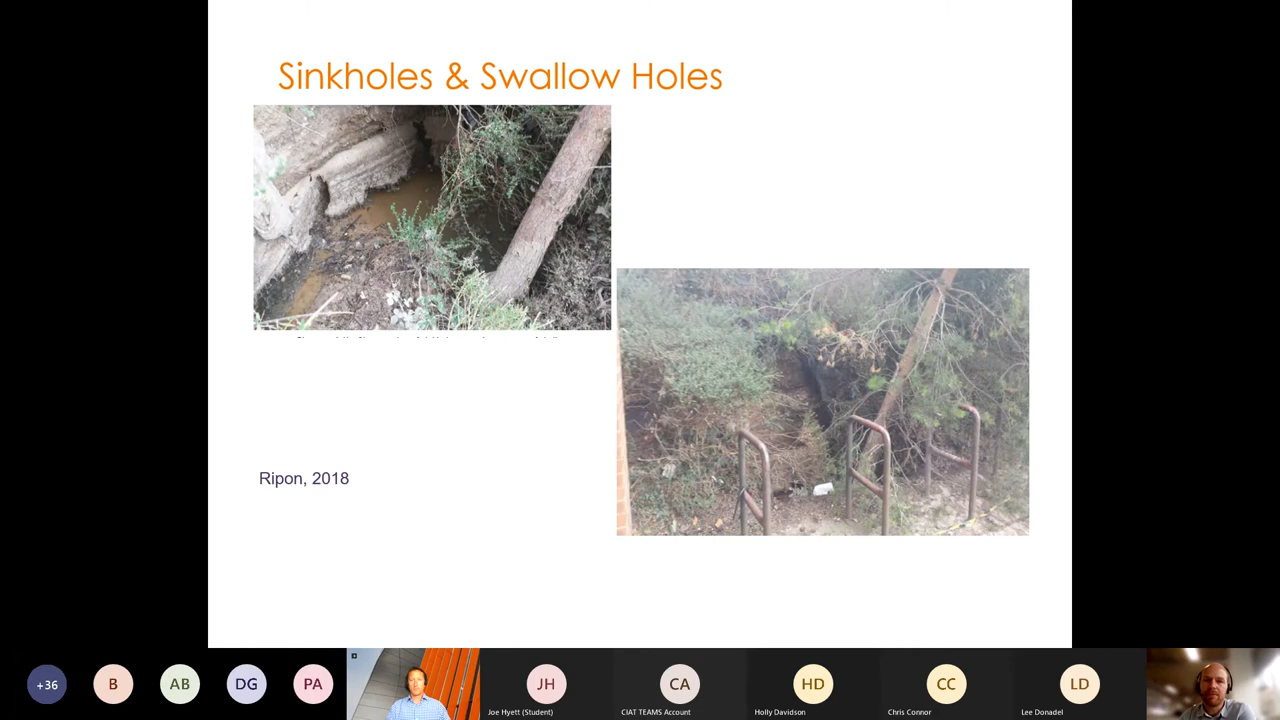 Sinkholes & Swallow Holes
Ripon, 2018
+36
B
AB
DG
PA
JH
Joe Hyett (Student)
CA
CIAT TEAMS Account
HD
Holly Davidson
CC
Chris Connor
LD
Lee Donadel